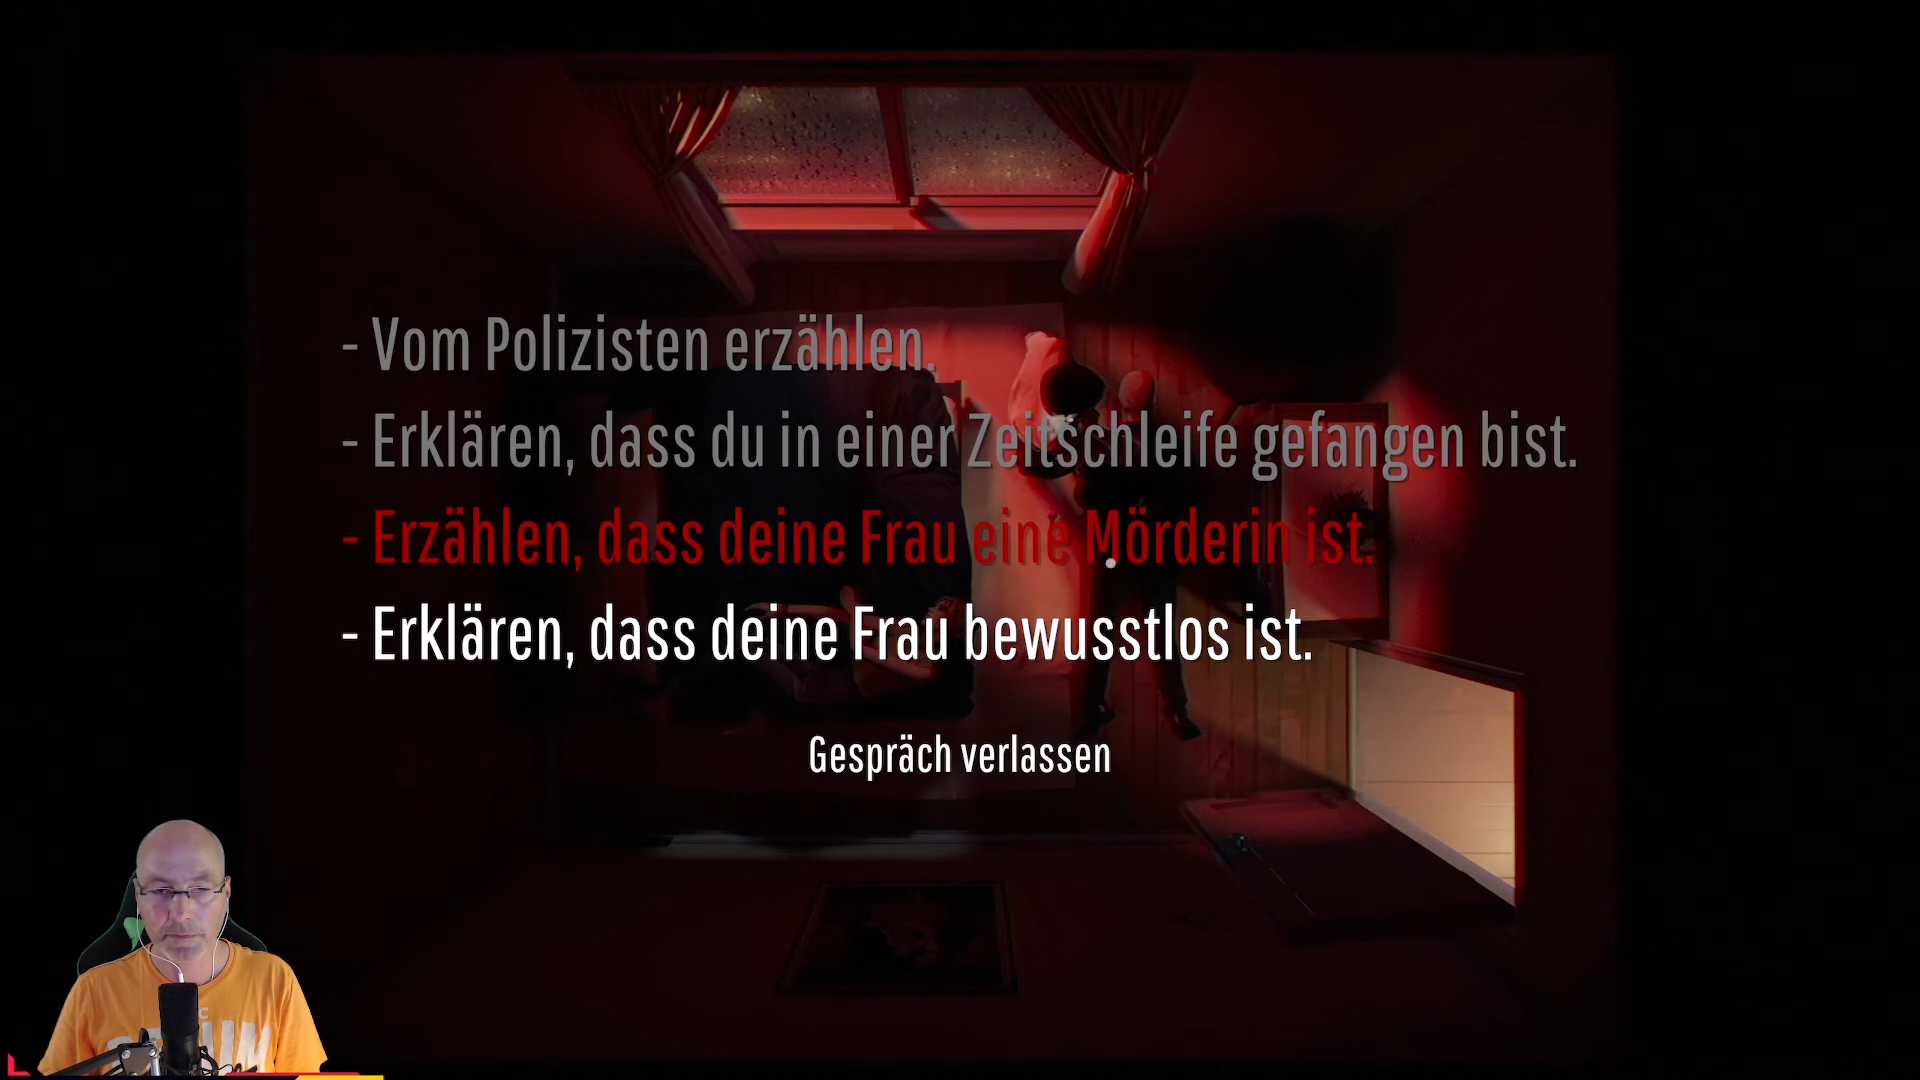 - Vom Polizisten erzählen.
- Erklären, dass du in einer Zeitschleife gefangen bist.
- Erzählen, dass deine Frau eine Mörderin ist.
- Erklären, dass deine Frau bewusstlos ist.
Gespräch verlassen